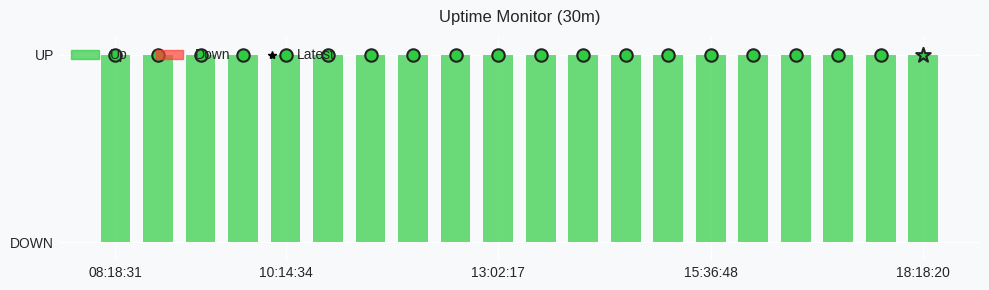 Uptime Monitor (30m)
UP
Up Down Latest
DOWN
08:18:31 10:14:34 13:02:17 15:36:48 18:18:20